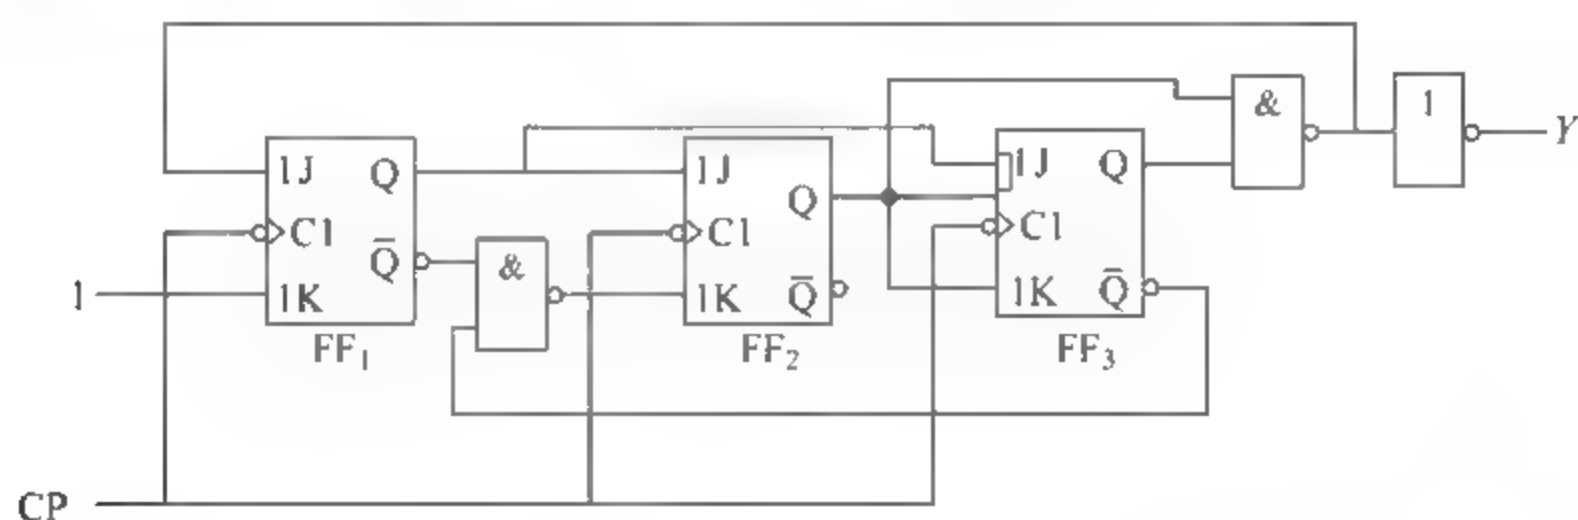 & 1 Y
1J Q 1J Q 1J Q
C1 C1 C1
Q̅ & Q̅ Q̅
1 1K 1K 1K
FF₁ FF₂ FF₃
CP